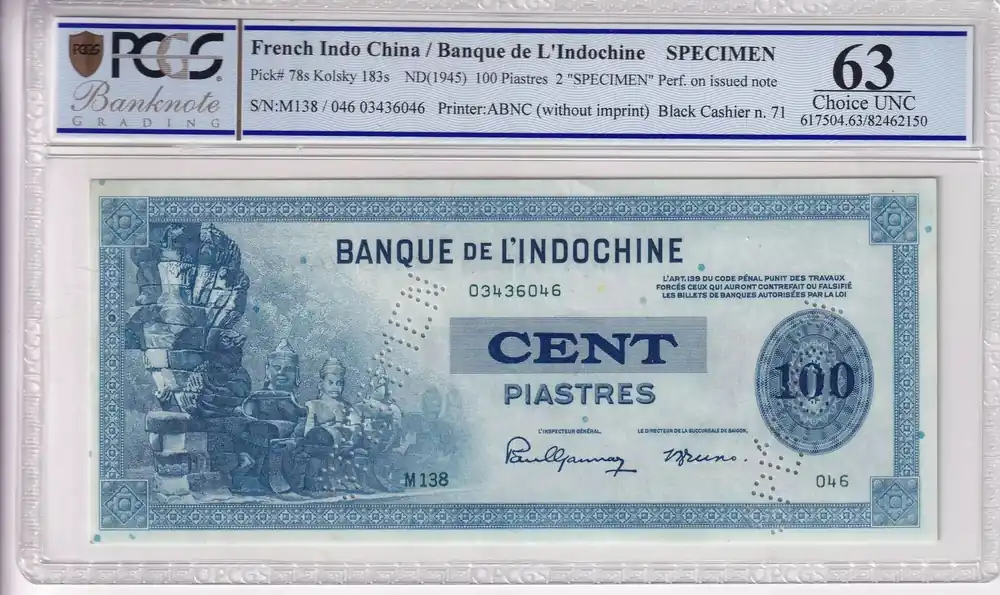 PCGS
PCGS
Banknote
GRADING
French Indo China / Banque de L'Indochine SPECIMEN
Pick# 78s Kolsky 183s ND(1945) 100 Piastres 2 "SPECIMEN" Perf. on issued note
S/N:M138 / 046 03436046 Printer:ABNC (without imprint) Black Cashier n. 71
63
Choice UNC
617504.63/82462150
BANQUE DE L'INDOCHINE
03436046
L'ART.139 DU CODE PÉNAL PUNIT DES TRAVAUX
FORCÉS CEUX QUI AURONT CONTREFAIT OU FALSIFIÉ
LES BILLETS DE BANQUES AUTORISÉES PAR LA LOI
CENT
PIASTRES
100
L'INSPECTEUR GÉNÉRAL,
LE DIRECTEUR DE LA SUCCURSALE DE SAIGON,
M 138
046